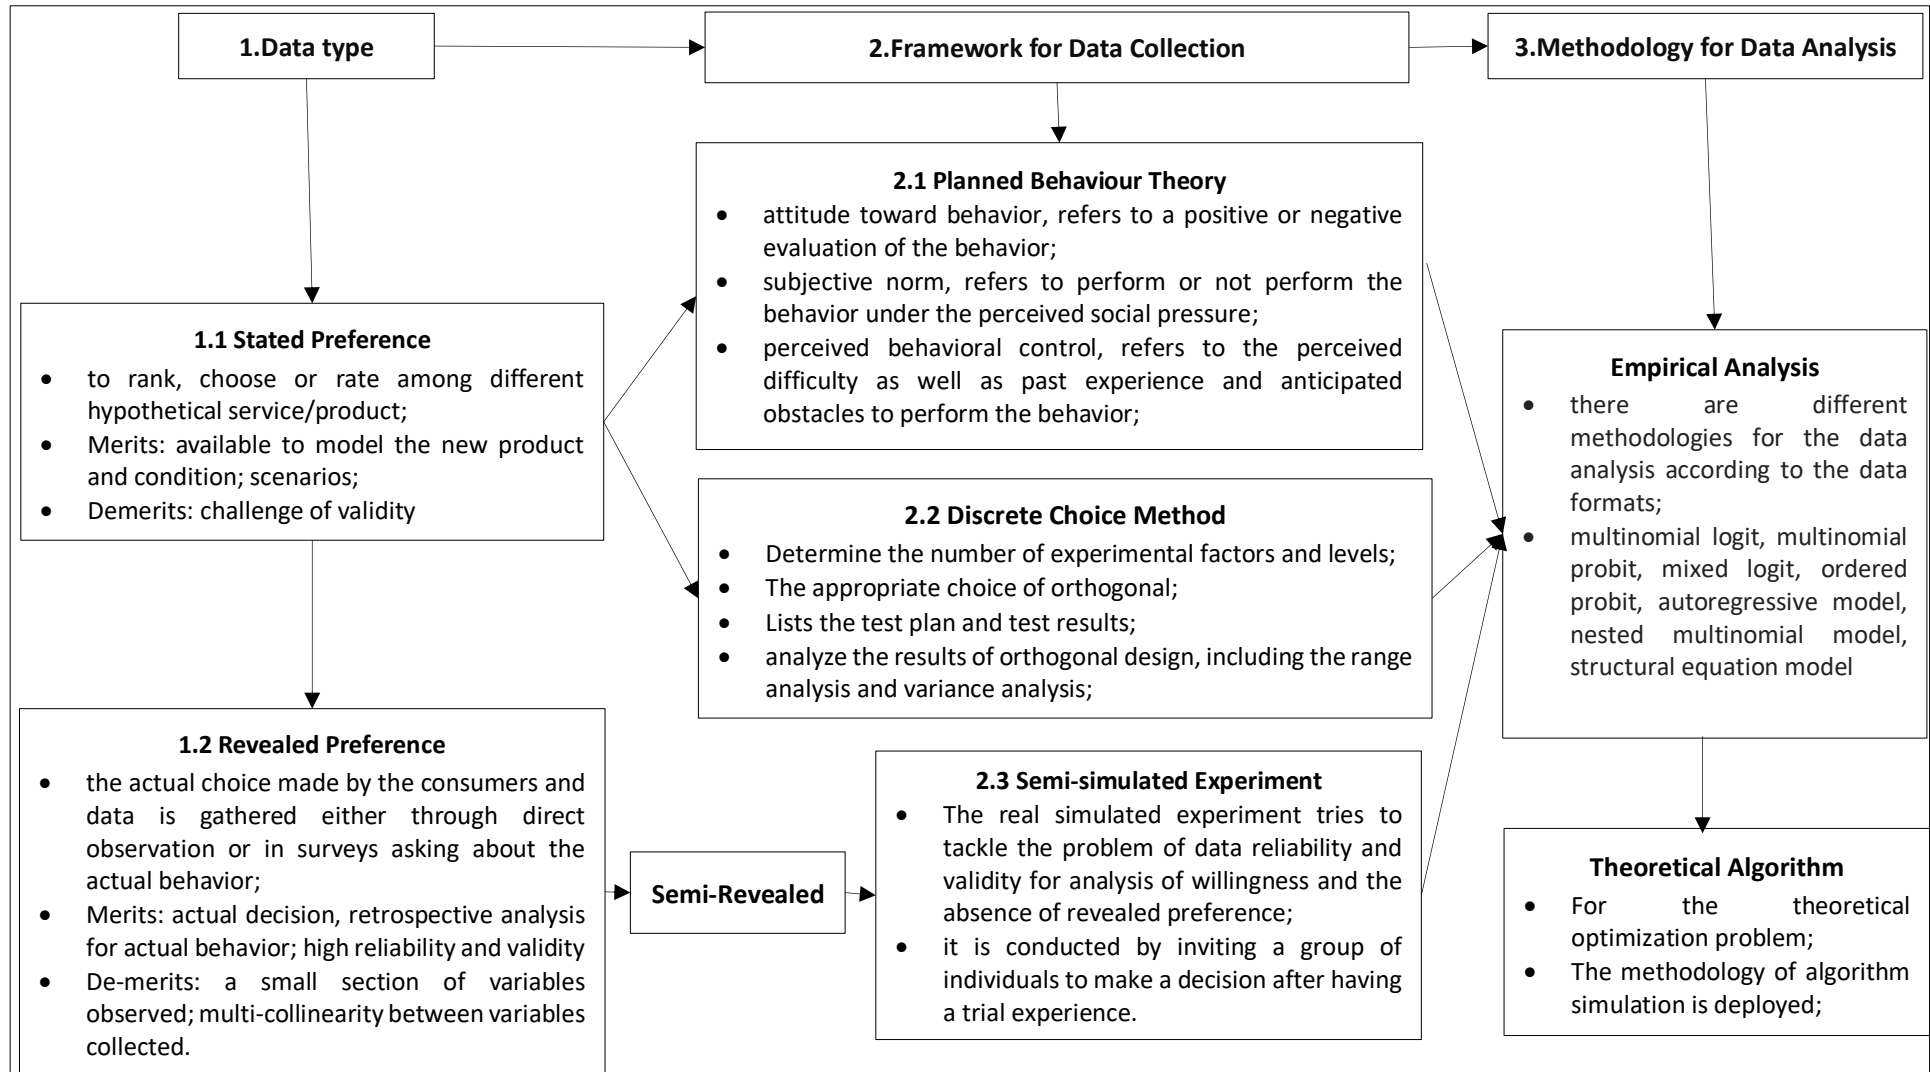 1.Data type
2.Framework for Data Collection
3.Methodology for Data Analysis
1.1 Stated Preference
• to rank, choose or rate among different
hypothetical service/product;
• Merits: available to model the new product
and condition; scenarios;
• Demerits: challenge of validity
1.2 Revealed Preference
• the actual choice made by the consumers and
data is gathered either through direct
observation or in surveys asking about the
actual behavior;
• Merits: actual decision, retrospective analysis
for actual behavior; high reliability and validity
• De-merits: a small section of variables
observed; multi-collinearity between variables
collected.
Semi-Revealed
2.1 Planned Behaviour Theory
• attitude toward behavior, refers to a positive or negative
evaluation of the behavior;
• subjective norm, refers to perform or not perform the
behavior under the perceived social pressure;
• perceived behavioral control, refers to the perceived
difficulty as well as past experience and anticipated
obstacles to perform the behavior;
2.2 Discrete Choice Method
• Determine the number of experimental factors and levels;
• The appropriate choice of orthogonal;
• Lists the test plan and test results;
• analyze the results of orthogonal design, including the range
analysis and variance analysis;
2.3 Semi-simulated Experiment
• The real simulated experiment tries to
tackle the problem of data reliability and
validity for analysis of willingness and the
absence of revealed preference;
• it is conducted by inviting a group of
individuals to make a decision after having
a trial experience.
Empirical Analysis
• there are different
methodologies for the data
analysis according to the data
formats;
• multinomial logit, multinomial
probit, mixed logit, ordered
probit, autoregressive model,
nested multinomial model,
structural equation model
Theoretical Algorithm
• For the theoretical
optimization problem;
• The methodology of algorithm
simulation is deployed;